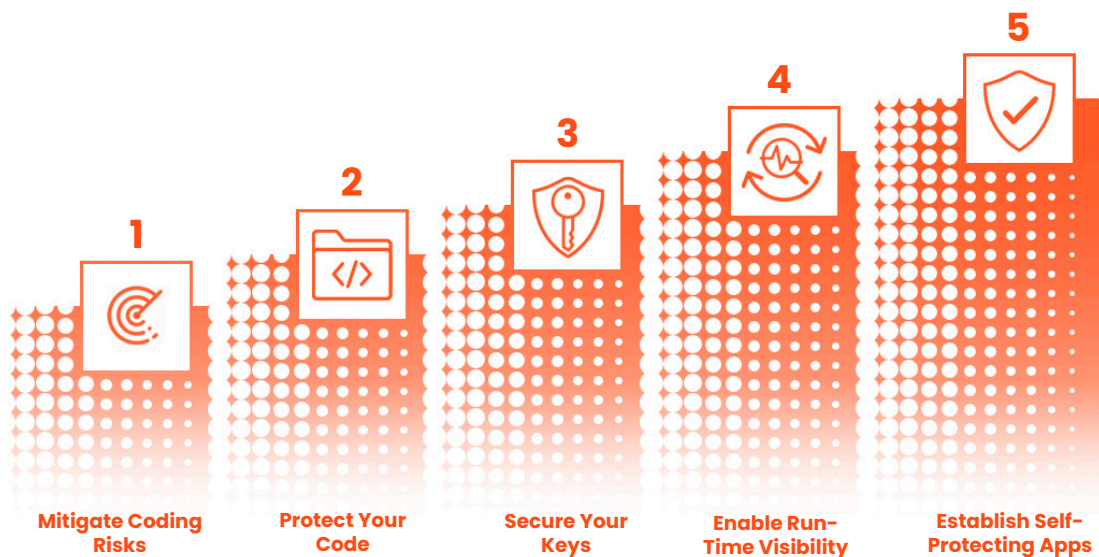 1
2
3
4
5
</>
Mitigate Coding
Risks
Protect Your
Code
Secure Your
Keys
Enable Run-
Time Visibility
Establish Self-
Protecting Apps